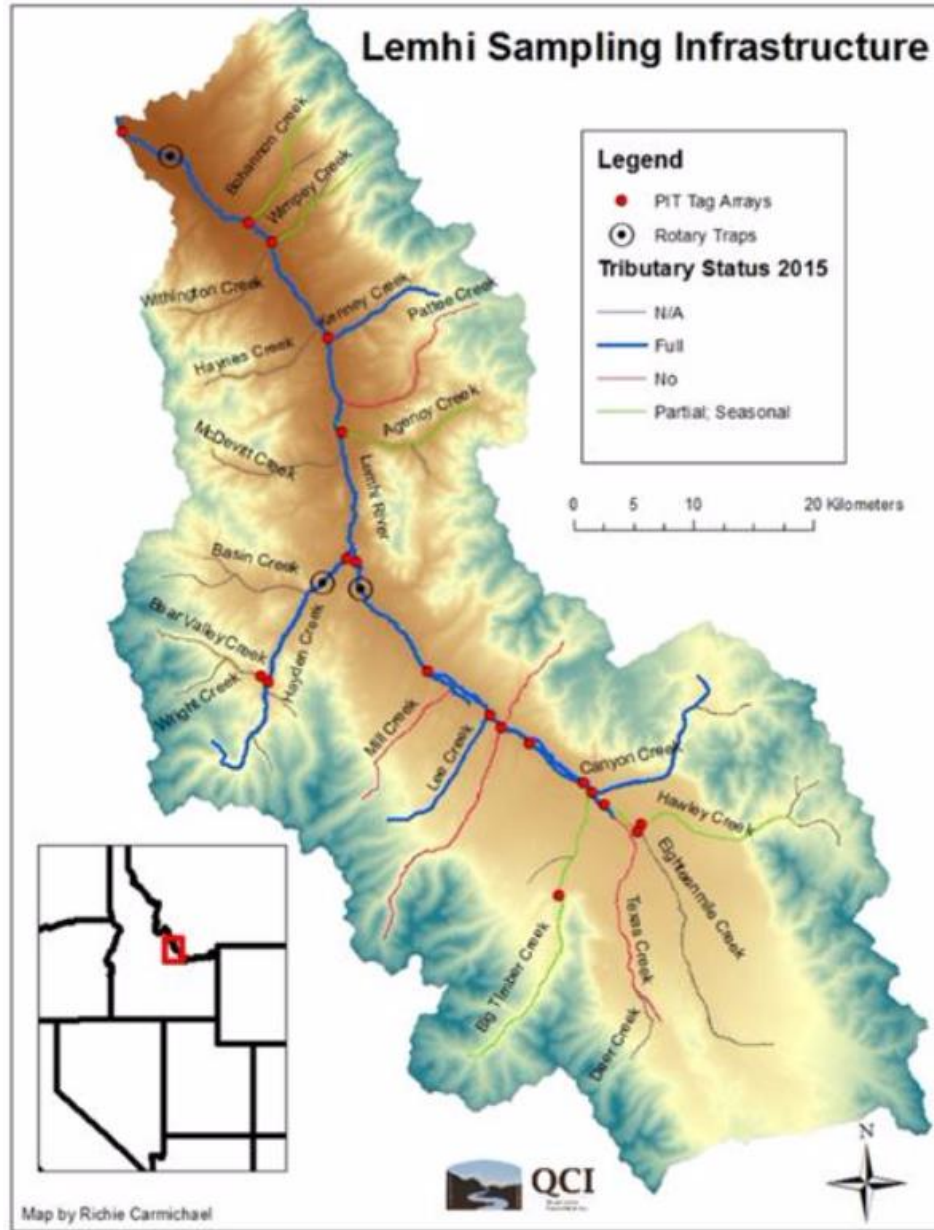 Lemhi Sampling Infrastructure
Legend
PIT Tag Arrays
Rotary Traps
Tributary Status 2015
N/A
Full
No
Partial; Seasonal
0 5 10 20 Kilometers
Bohannon Creek
Wimpey Creek
Withington Creek
Kenney Creek
Pattee Creek
Haynes Creek
Agency Creek
McDevitt Creek
Lemhi River
Basin Creek
Bear Valley Creek
Hayden Creek
Wright Creek
Mill Creek
Lee Creek
Canyon Creek
Hawley Creek
Eighteenmile Creek
Texas Creek
Big Timber Creek
Deer Creek
N
QCI
Map by Richie Carmichael